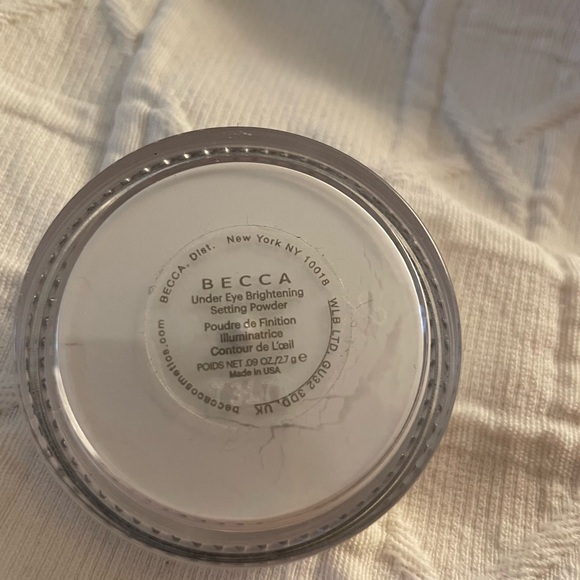 BECCA, Dist. New York NY 10018
WLB LTD, GU32 3DD, UK
beccacosmetics.com
BECCA
Under Eye Brightening
Setting Powder
Poudre de Finition
Illuminatrice
Contour de L'œil
POIDS NET .09 OZ./2.7 g ℮
Made in USA